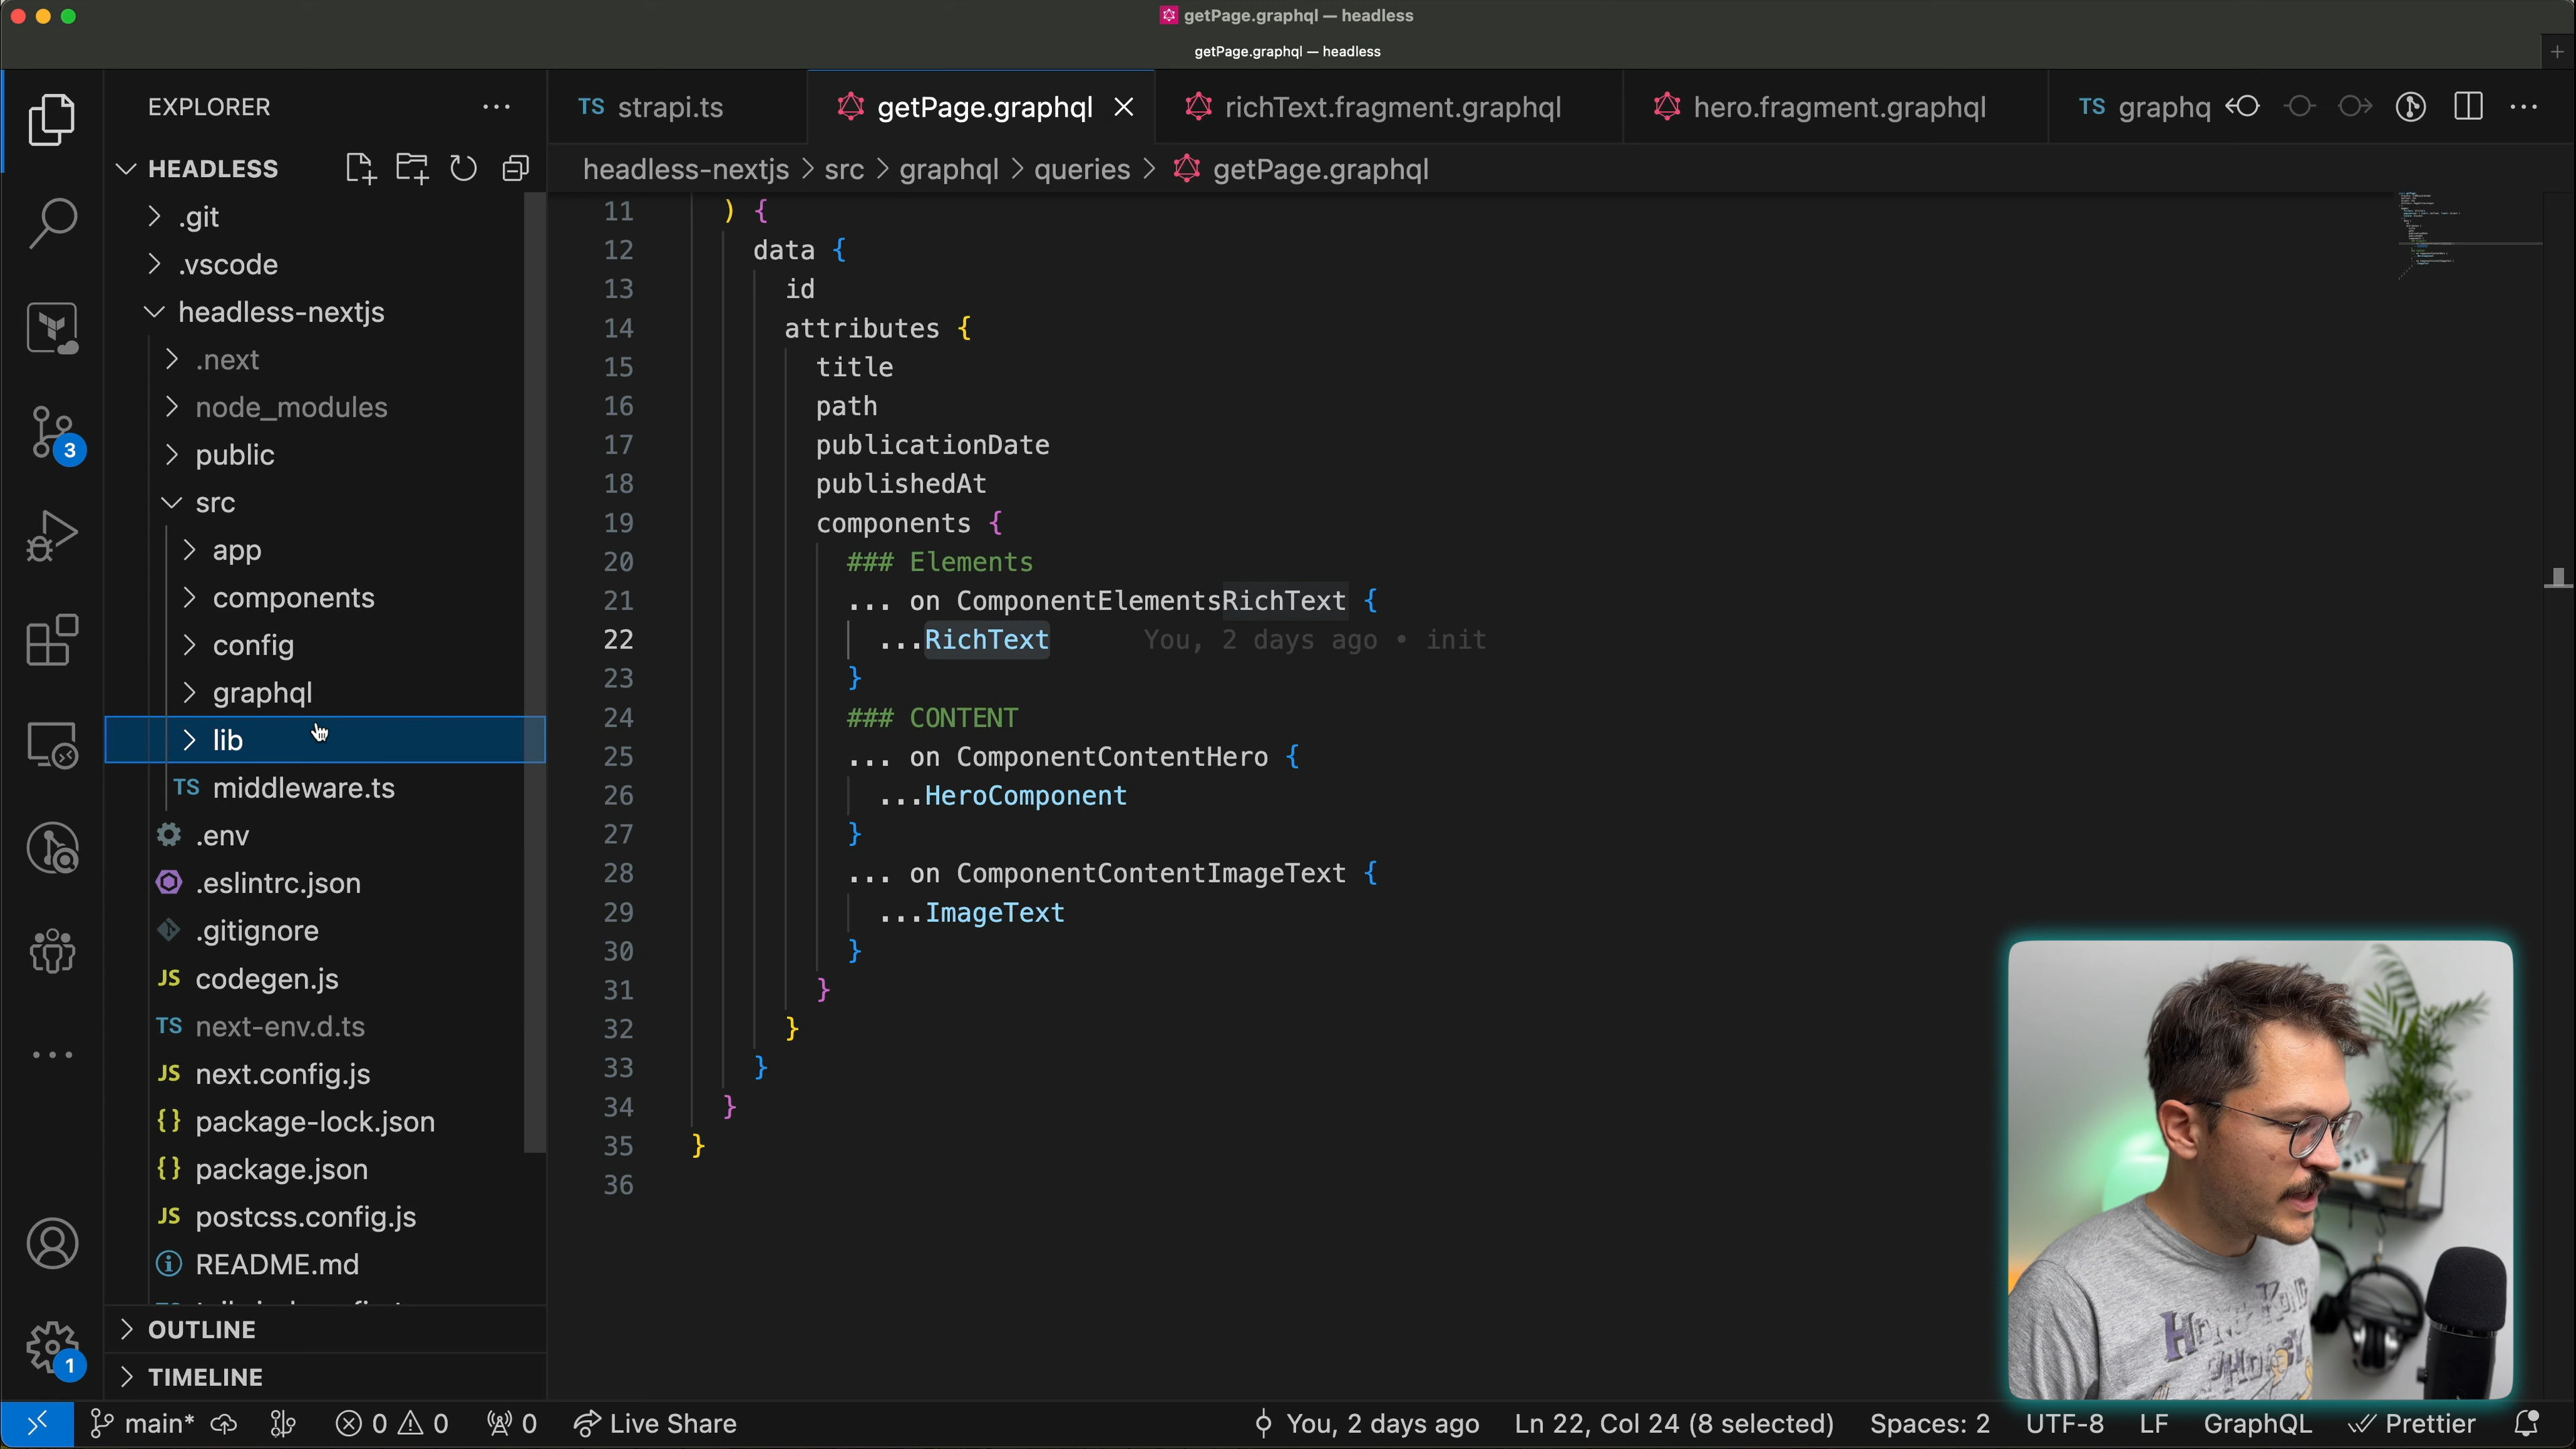 getPage.graphql — headless
getPage.graphql — headless
EXPLORER
HEADLESS
.git
.vscode
headless-nextjs
.next
node_modules
public
src
app
components
config
graphql
lib
TS middleware.ts
.env
.eslintrc.json
.gitignore
JS codegen.js
TS next-env.d.ts
JS next.config.js
{} package-lock.json
{} package.json
JS postcss.config.js
README.md
OUTLINE
TIMELINE
3
1
TS strapi.ts
getPage.graphql
richText.fragment.graphql
hero.fragment.graphql
TS graphq
headless-nextjs > src > graphql > queries > getPage.graphql
11 ) {
12 data {
13 id
14 attributes {
15 title
16 path
17 publicationDate
18 publishedAt
19 components {
20 ### Elements
21 ... on ComponentElementsRichText {
22 ...RichText You, 2 days ago • init
23 }
24 ### CONTENT
25 ... on ComponentContentHero {
26 ...HeroComponent
27 }
28 ... on ComponentContentImageText {
29 ...ImageText
30 }
31 }
32 }
33 }
34 }
35 }
36
main* 0 0 0 Live Share You, 2 days ago Ln 22, Col 24 (8 selected) Spaces: 2 UTF-8 LF GraphQL Prettier